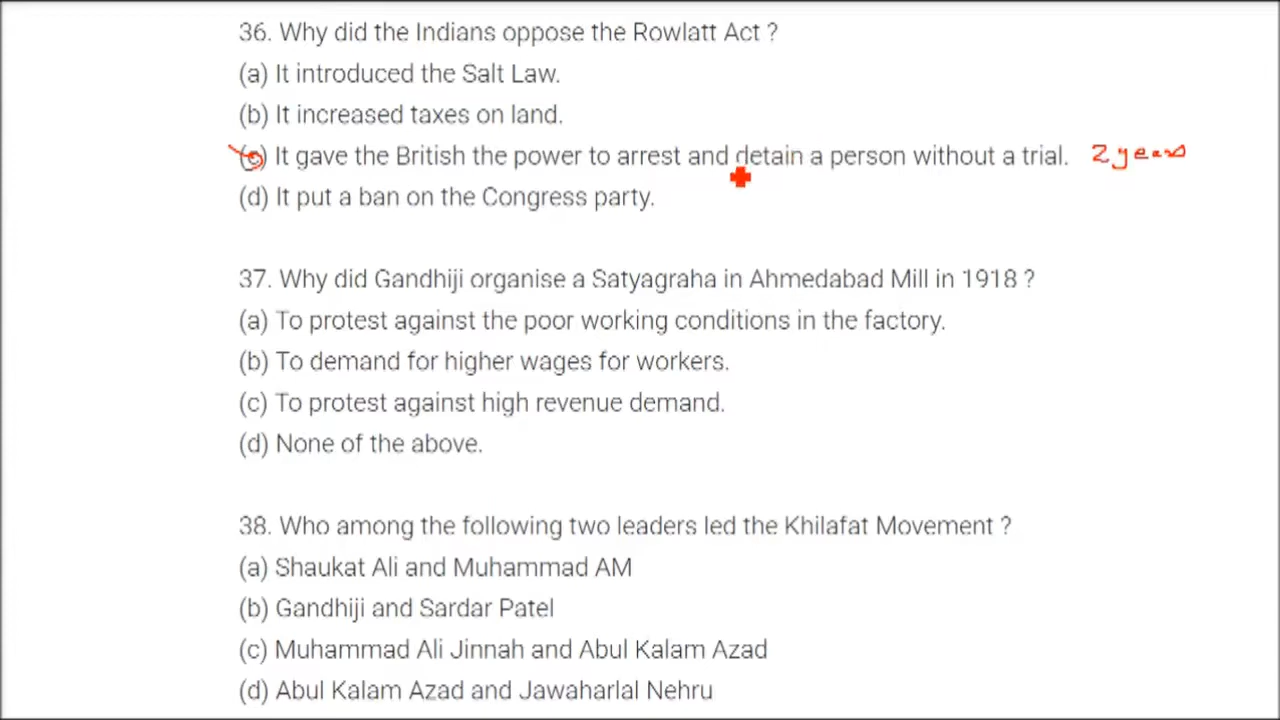 36. Why did the Indians oppose the Rowlatt Act ?
(a) It introduced the Salt Law.
(b) It increased taxes on land.
(c) It gave the British the power to arrest and detain a person without a trial. 2 years
(d) It put a ban on the Congress party.
37. Why did Gandhiji organise a Satyagraha in Ahmedabad Mill in 1918 ?
(a) To protest against the poor working conditions in the factory.
(b) To demand for higher wages for workers.
(c) To protest against high revenue demand.
(d) None of the above.
38. Who among the following two leaders led the Khilafat Movement ?
(a) Shaukat Ali and Muhammad AM
(b) Gandhiji and Sardar Patel
(c) Muhammad Ali Jinnah and Abul Kalam Azad
(d) Abul Kalam Azad and Jawaharlal Nehru